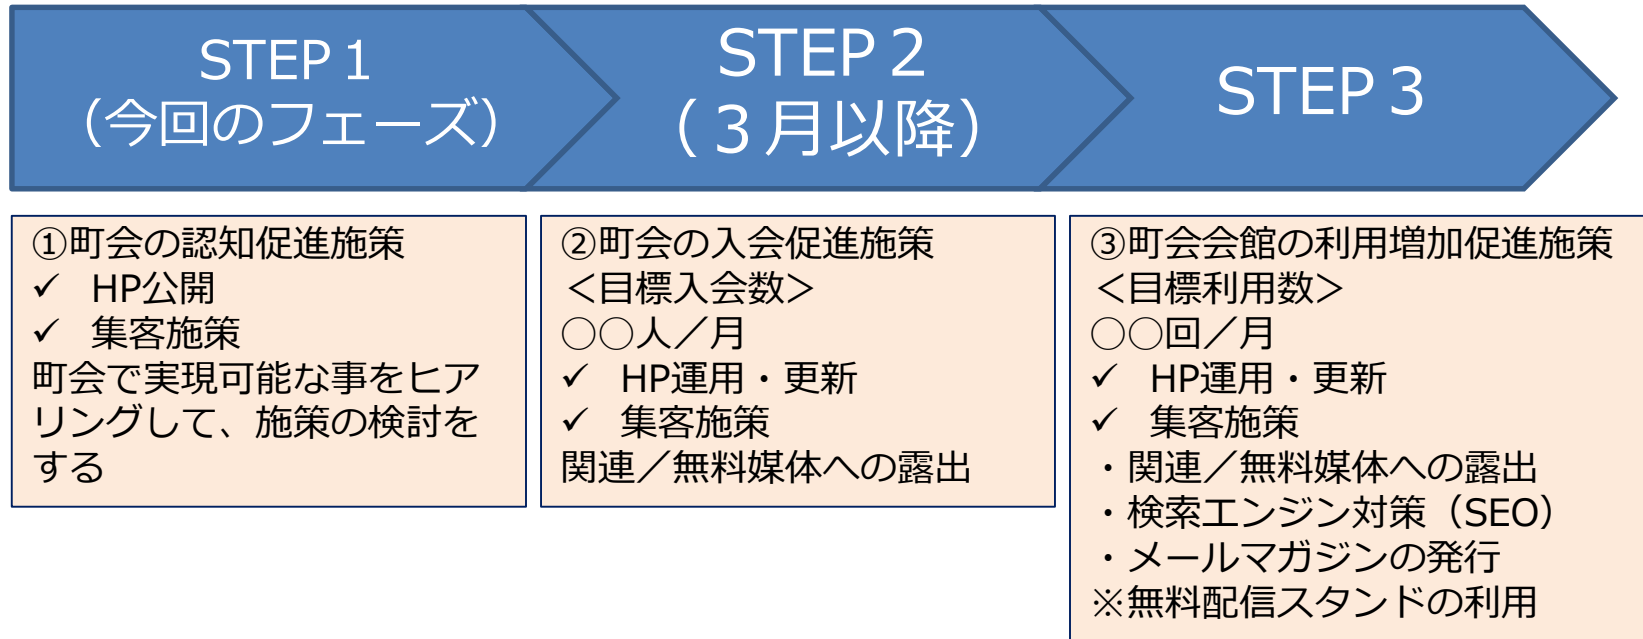 STEP１
（今回のフェーズ）
STEP２
（３月以降）
STEP３
①町会の認知促進施策
✓ HP公開
✓ 集客施策
町会で実現可能な事をヒア
リングして、施策の検討を
する
②町会の入会促進施策
＜目標入会数＞
○○人／月
✓ HP運用・更新
✓ 集客施策
関連／無料媒体への露出
③町会会館の利用増加促進施策
＜目標利用数＞
○○回／月
✓ HP運用・更新
✓ 集客施策
・関連／無料媒体への露出
・検索エンジン対策（SEO）
・メールマガジンの発行
※無料配信スタンドの利用